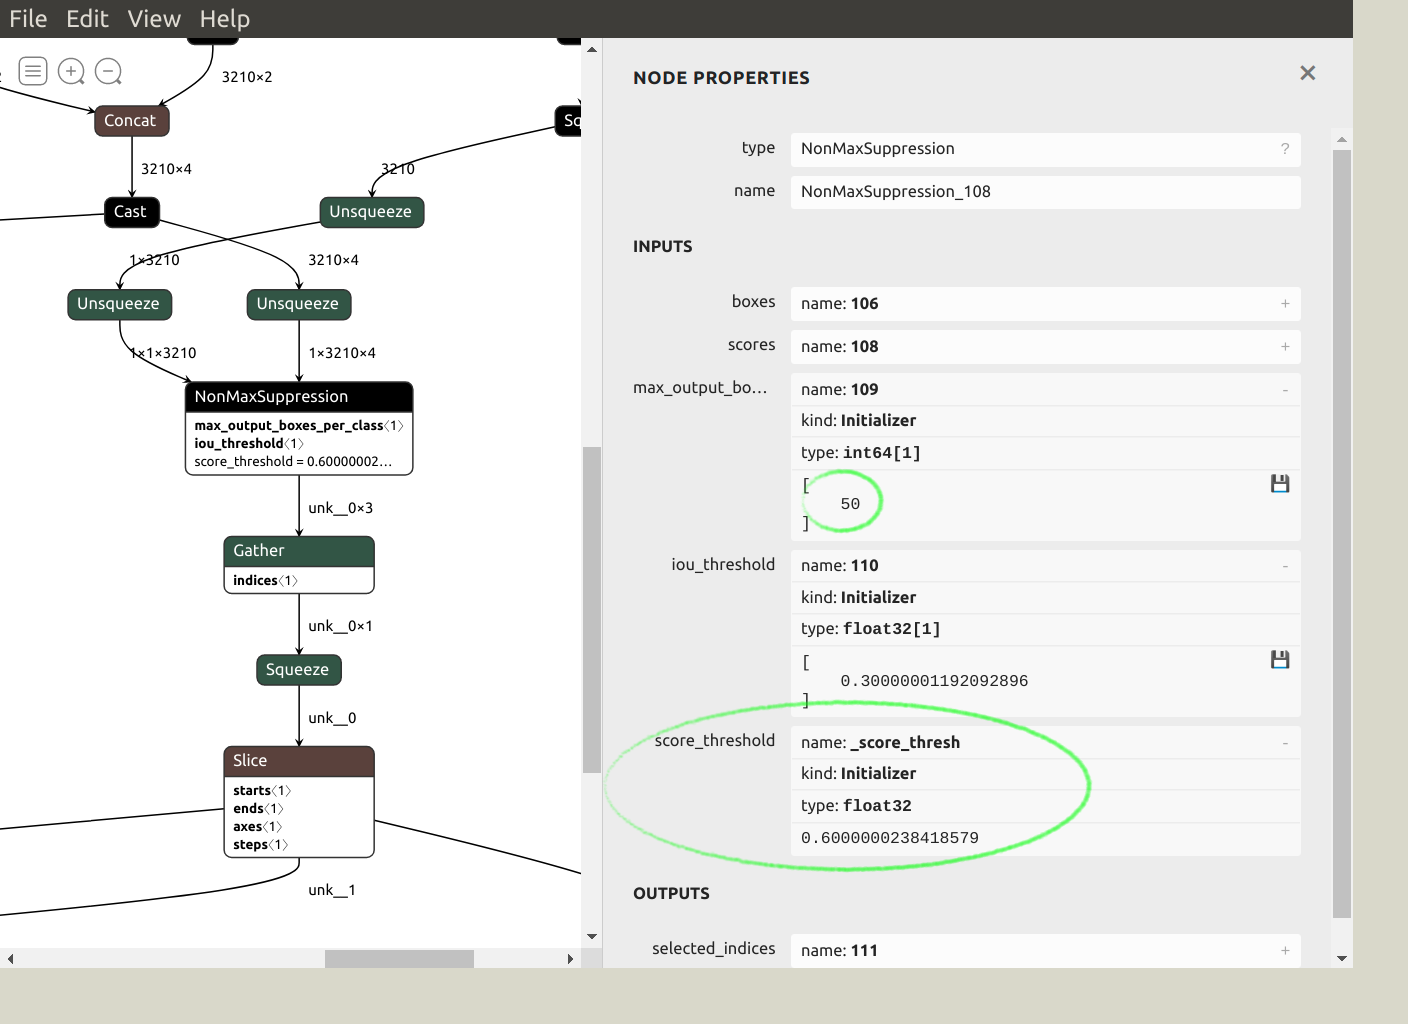 File Edit View Help
3210×2
Concat
3210×4
3210
Cast
Unsqueeze
1×3210
3210×4
Unsqueeze
Unsqueeze
1×1×3210
1×3210×4
NonMaxSuppression
max_output_boxes_per_class〈1〉
iou_threshold〈1〉
score_threshold = 0.60000002…
unk__0×3
Gather
indices〈1〉
unk__0×1
Squeeze
unk__0
Slice
starts〈1〉
ends〈1〉
axes〈1〉
steps〈1〉
unk__1
NODE PROPERTIES ×
type NonMaxSuppression ?
name NonMaxSuppression_108
INPUTS
boxes name: 106 +
scores name: 108 +
max_output_bo… name: 109 -
kind: Initializer
type: int64[1]
[
50
]
iou_threshold name: 110 -
kind: Initializer
type: float32[1]
[
0.30000001192092896
]
score_threshold name: _score_thresh -
kind: Initializer
type: float32
0.6000000238418579
OUTPUTS
selected_indices name: 111 +